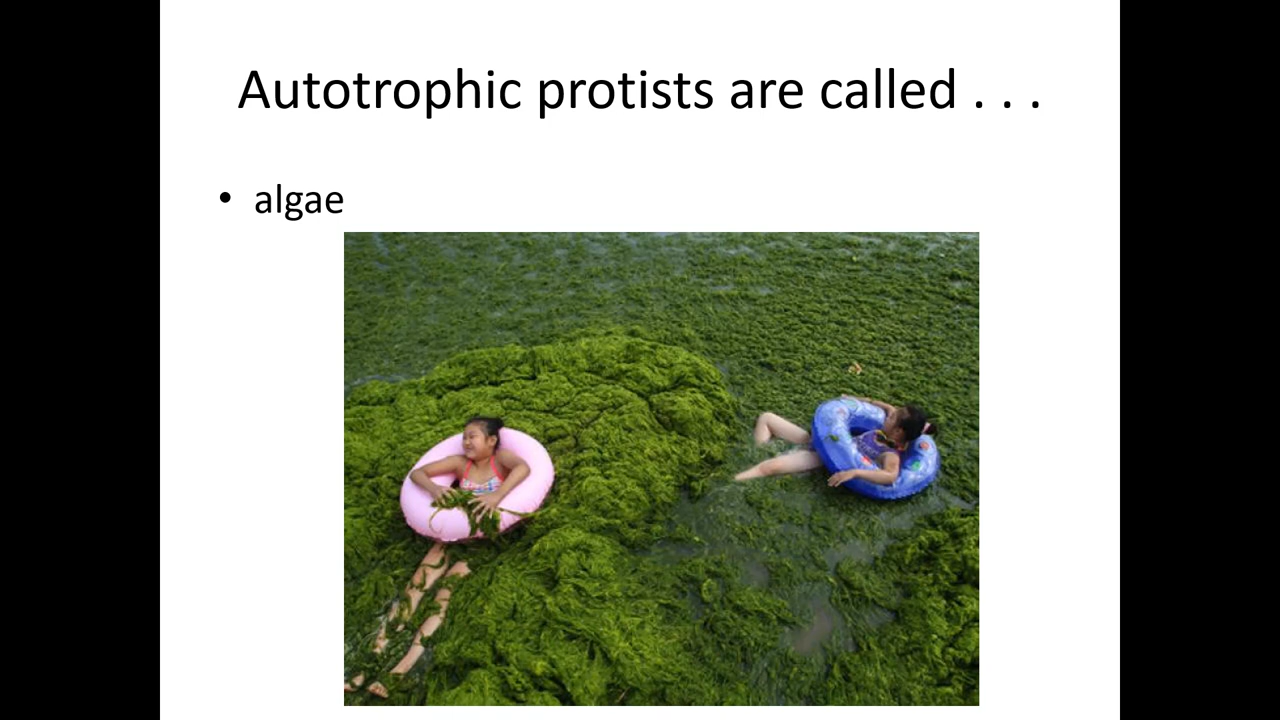 Autotrophic protists are called . . .
• algae